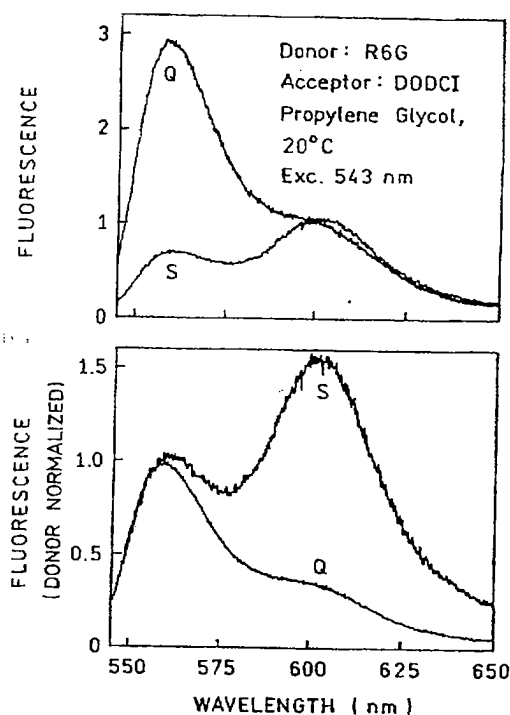 3
2
1
0
FLUORESCENCE
Q
S
Donor: R6G
Acceptor: DODCI
Propylene Glycol,
20°C
Exc. 543 nm
1.5
1.0
0.5
0
FLUORESCENCE
(DONOR NORMALIZED)
S
Q
550 575 600 625 650
WAVELENGTH (nm)